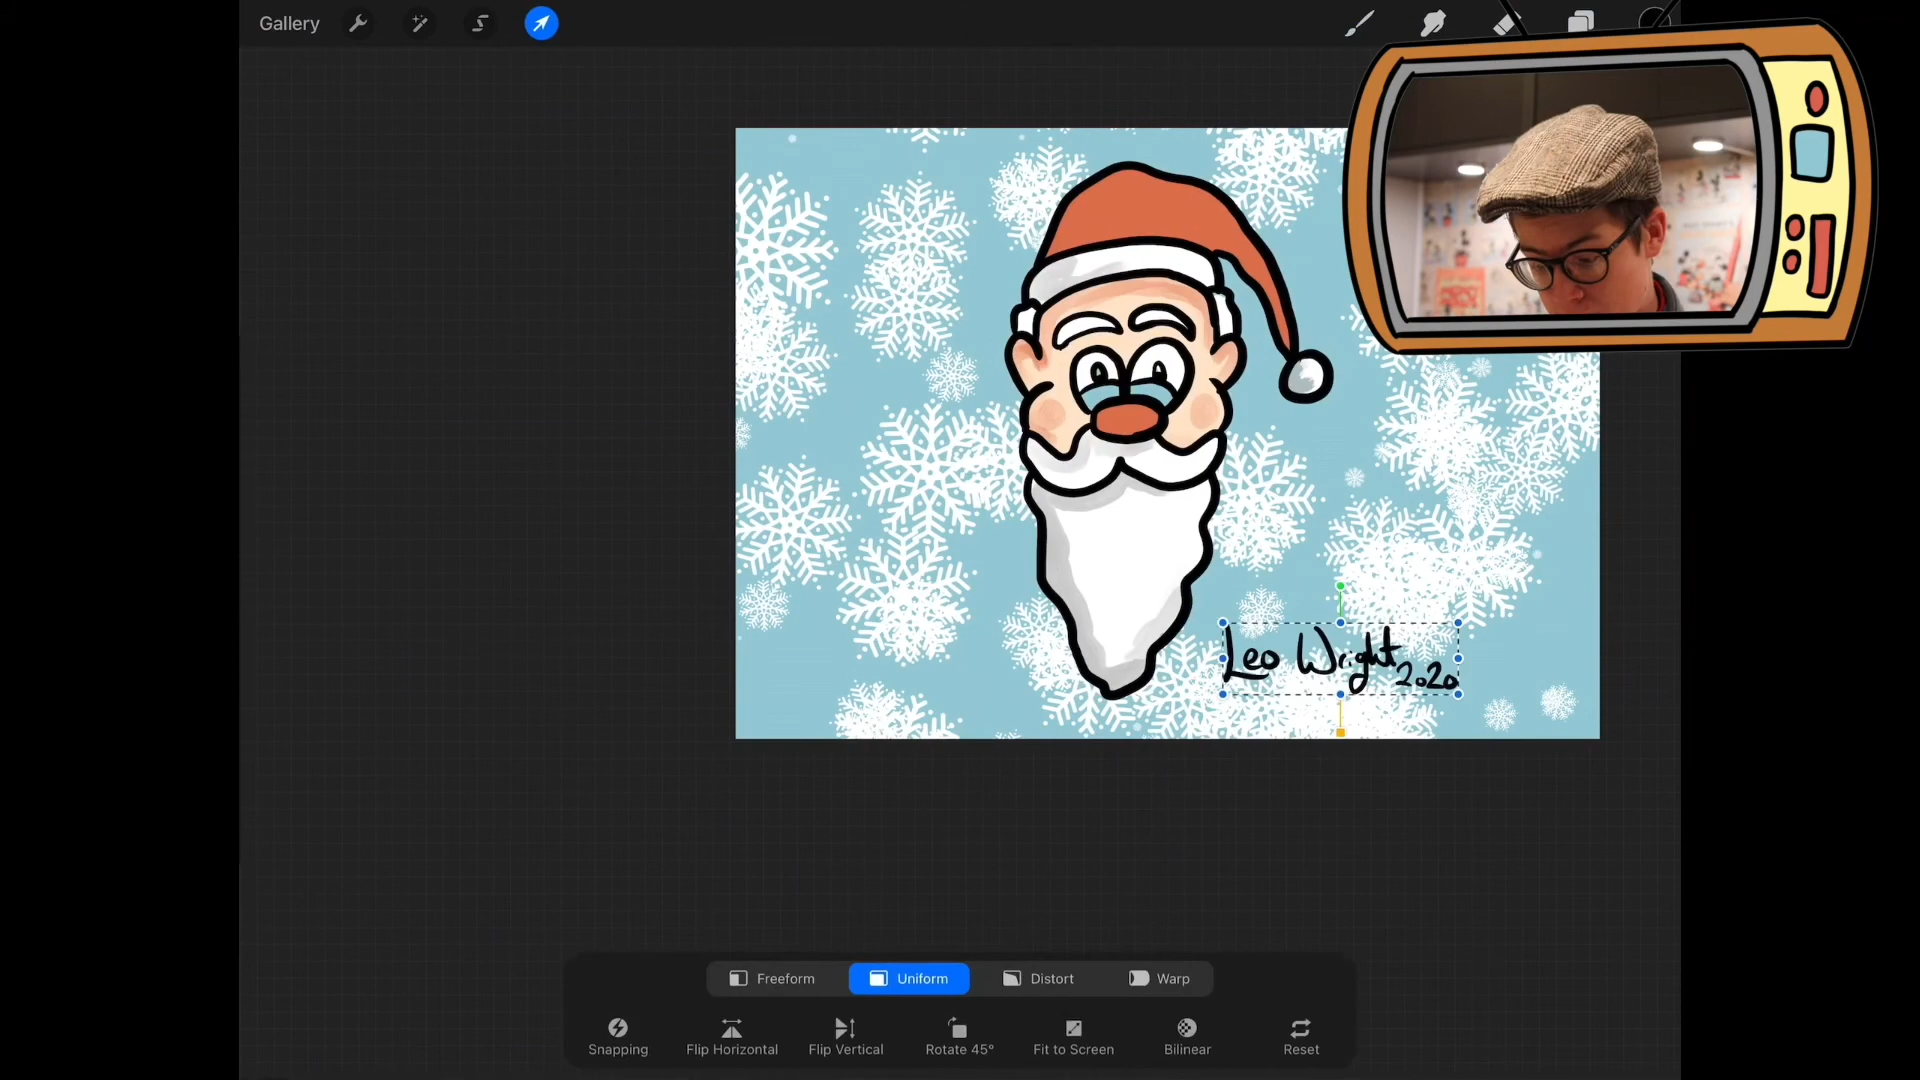 Gallery
Leo Wright
2020
Freeform
Uniform
Distort
Warp
Snapping
Flip Horizontal
Flip Vertical
Rotate 45°
Fit to Screen
Bilinear
Reset